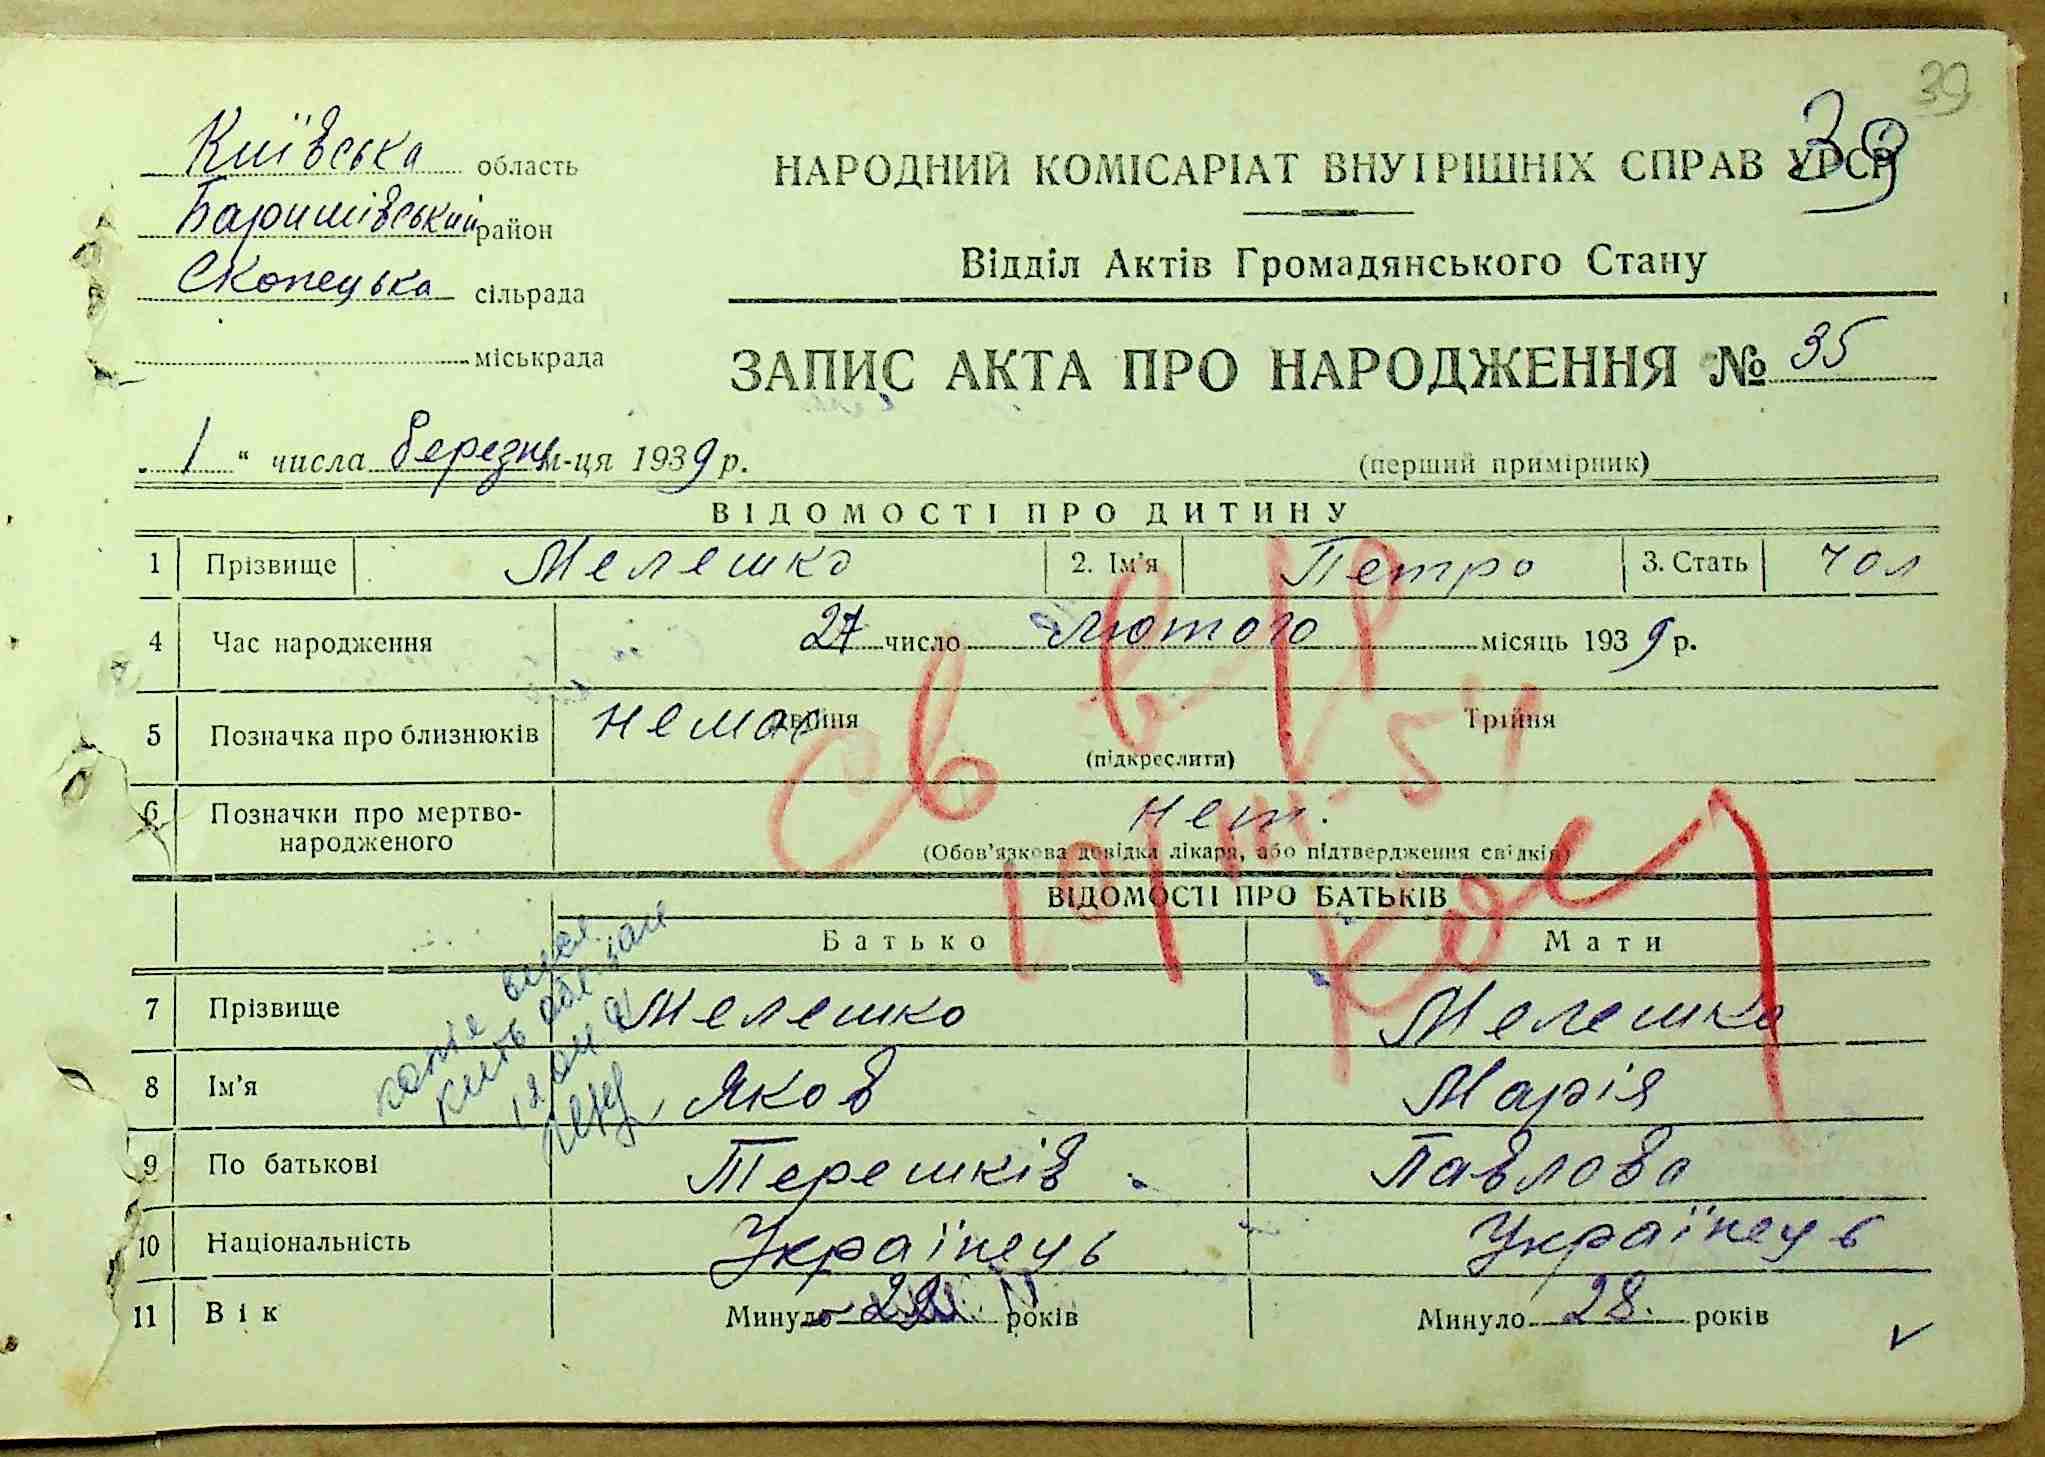 39
39
Київська область
Баришівський район
Скопецька сільрада
міськрада
НАРОДНИЙ КОМІСАРІАТ ВНУТРІШНІХ СПРАВ УРСР
Відділ Актів Громадянського Стану
ЗАПИС АКТА ПРО НАРОДЖЕННЯ № 35
„ 1 “ числа березня м-ця 1939 р.
(перший примірник)
ВІДОМОСТІ ПРО ДИТИНУ
1 Прізвище Мелешко 2. Ім'я Петро 3. Стать чол
4 Час народження 27 число лютого місяць 1939 р.
5 Позначка про близнюків немає Двійня Трійня
(підкреслити)
6 Позначки про мертво-
народженого нет.
(Обов'язкова довідка лікаря, або підтвердження свідків)
ВІДОМОСТІ ПРО БАТЬКІВ
Батько Мати
7 Прізвище Мелешко Мелешко
8 Ім'я Яков Марія
9 По батькові Терешків Павлова
10 Національність Українець Українець
11 Вік Минуло років Минуло 28. років